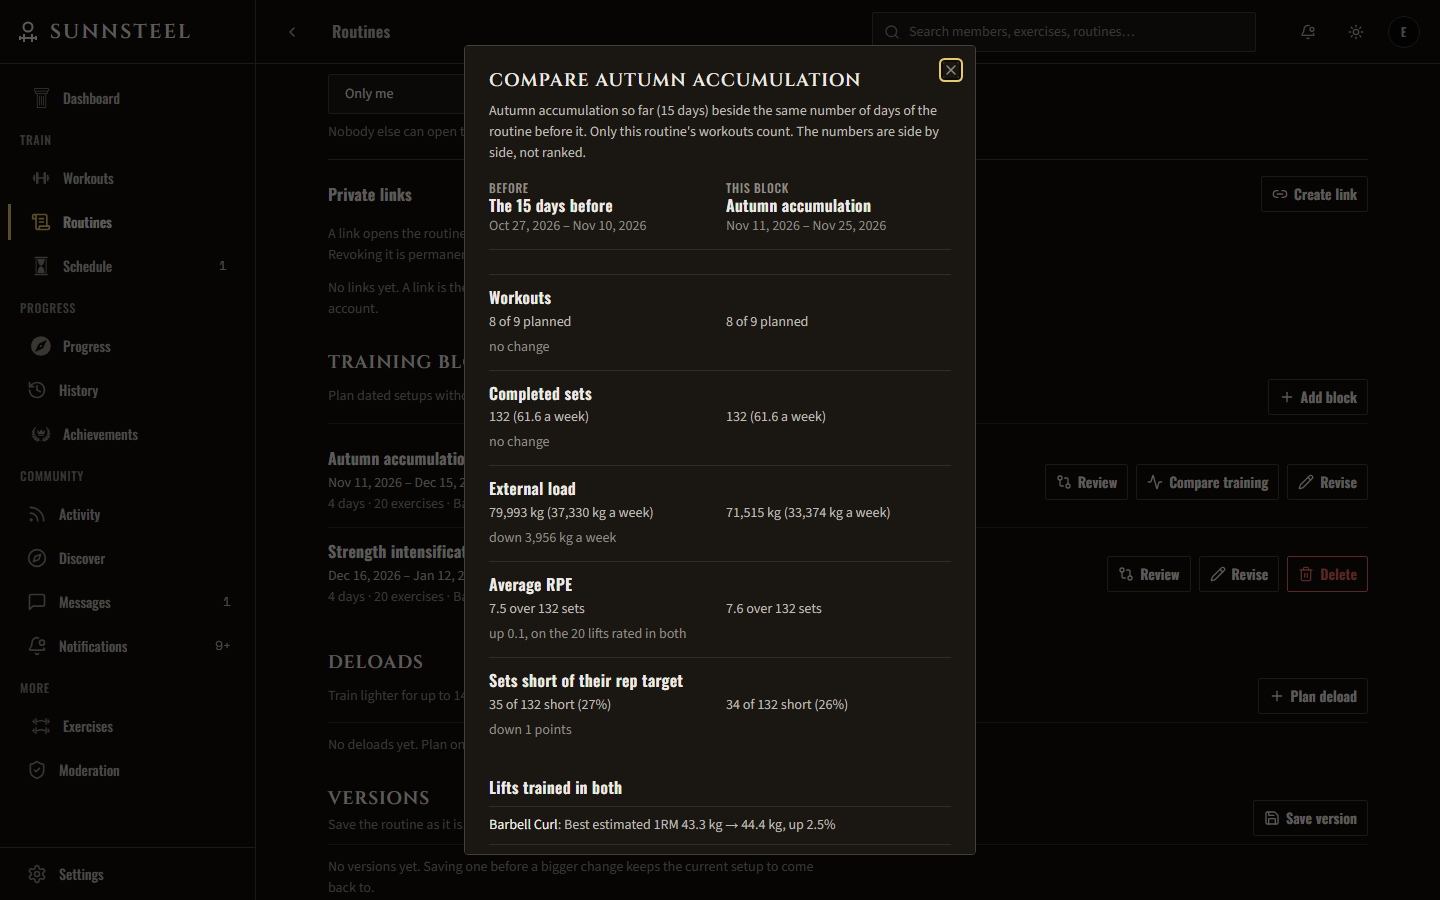 SUNNSTEEL
Routines
Search members, exercises, routines…
E
Dashboard
TRAIN
Workouts
Routines
Schedule 1
PROGRESS
Progress
History
Achievements
COMMUNITY
Activity
Discover
Messages 1
Notifications 9+
MORE
Exercises
Moderation
Settings
Only me
Nobody else can open t
Private links
Create link
A link opens the routine
Revoking it is permanen
No links yet. A link is the
account.
TRAINING BL
Plan dated setups witho
Add block
Autumn accumulatio
Nov 11, 2026 – Dec 15, 2
4 days · 20 exercises · Ba
Review
Compare training
Revise
Strength intensificat
Dec 16, 2026 – Jan 12, 2
4 days · 20 exercises · Ba
Review
Revise
Delete
DELOADS
Train lighter for up to 14
Plan deload
No deloads yet. Plan on
VERSIONS
Save the routine as it is
Save version
No versions yet. Saving one before a bigger change keeps the current setup to come
back to.
COMPARE AUTUMN ACCUMULATION
Autumn accumulation so far (15 days) beside the same number of days of the
routine before it. Only this routine's workouts count. The numbers are side by
side, not ranked.
BEFORE
The 15 days before
Oct 27, 2026 – Nov 10, 2026
THIS BLOCK
Autumn accumulation
Nov 11, 2026 – Nov 25, 2026
Workouts
8 of 9 planned 8 of 9 planned
no change
Completed sets
132 (61.6 a week) 132 (61.6 a week)
no change
External load
79,993 kg (37,330 kg a week) 71,515 kg (33,374 kg a week)
down 3,956 kg a week
Average RPE
7.5 over 132 sets 7.6 over 132 sets
up 0.1, on the 20 lifts rated in both
Sets short of their rep target
35 of 132 short (27%) 34 of 132 short (26%)
down 1 points
Lifts trained in both
Barbell Curl: Best estimated 1RM 43.3 kg → 44.4 kg, up 2.5%